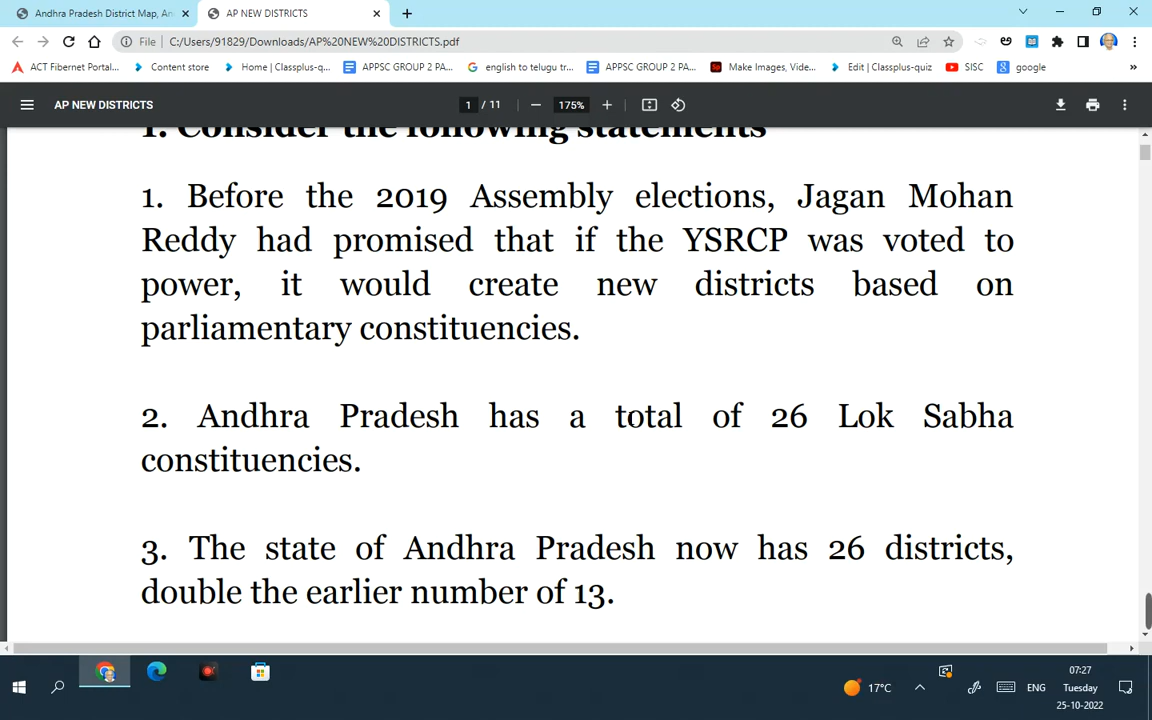 Andhra Pradesh District Map, An
AP NEW DISTRICTS
File C:/Users/91829/Downloads/AP%20NEW%20DISTRICTS.pdf
ACT Fibernet Portal... Content store Home | Classplus-q... APPSC GROUP 2 PA... english to telugu tr... APPSC GROUP 2 PA... Make Images, Vide... Edit | Classplus-quiz SISC google
AP NEW DISTRICTS 1 / 11 175%
1. Consider the following statements
1. Before the 2019 Assembly elections, Jagan Mohan
Reddy had promised that if the YSRCP was voted to
power, it would create new districts based on
parliamentary constituencies.
2. Andhra Pradesh has a total of 26 Lok Sabha
constituencies.
3. The state of Andhra Pradesh now has 26 districts,
double the earlier number of 13.
17°C
ENG
07:27
Tuesday
25-10-2022